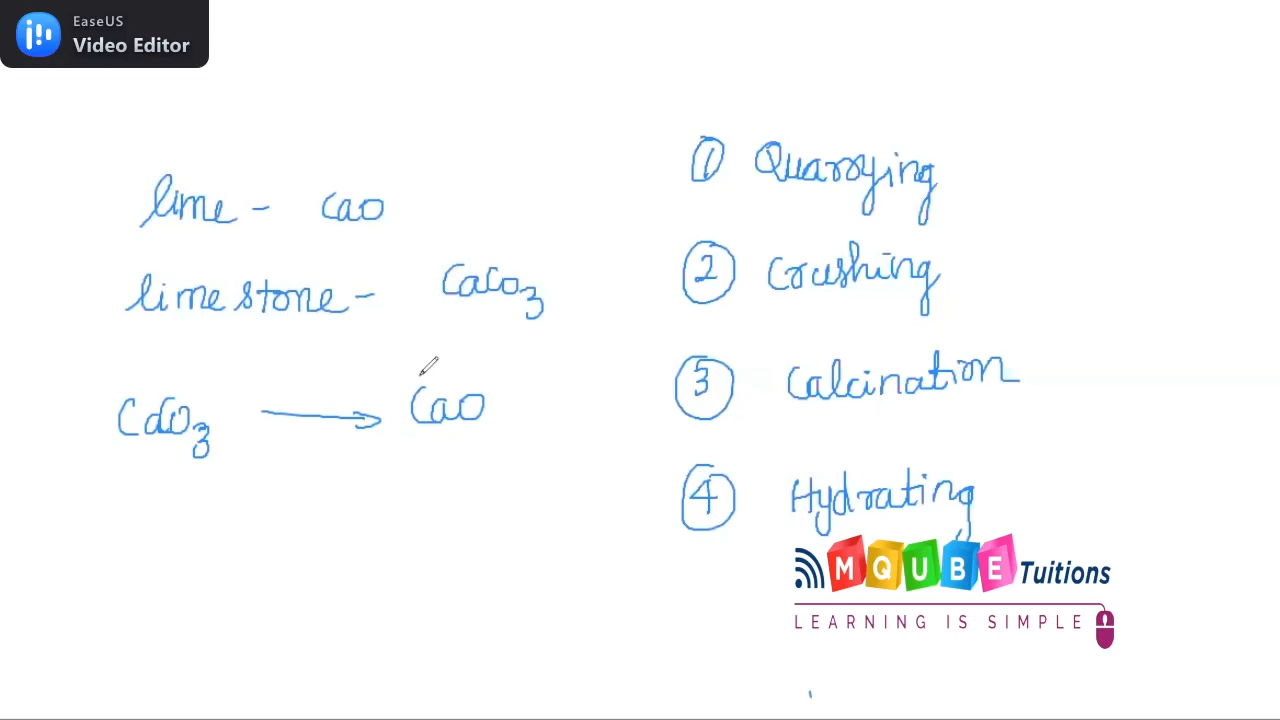 EaseUS
Video Editor
lime - CaO
limestone - CaCO3
CaCO3 → CaO
1 Quarrying
2 Crushing
3 Calcination
4 Hydrating
MQUBE Tuitions
LEARNING IS SIMPLE